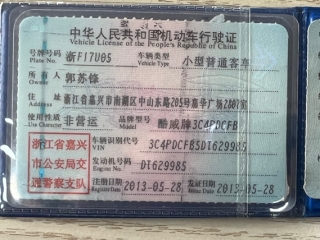 中华人民共和国机动车行驶证
Vehicle License of the People's Republic of China
号牌号码 浙F17U05 车辆类型 小型普通客车
Plate No. Vehicle Type
所有人 郭苏锋
Owner
住址 浙江省嘉兴市南湖区中山东路205号嘉华广场2807室
Address
使用性质 非营运 品牌型号 酷威牌3C4PDCFB
Use Character Model
浙江省嘉兴
市公安局交
通警察支队
车辆识别代号 3C4PDCFB5DT629985
VIN
发动机号码 DT629985
Engine No.
注册日期 2013-05-28 发证日期 2013-05-28
Register Date Issue Date